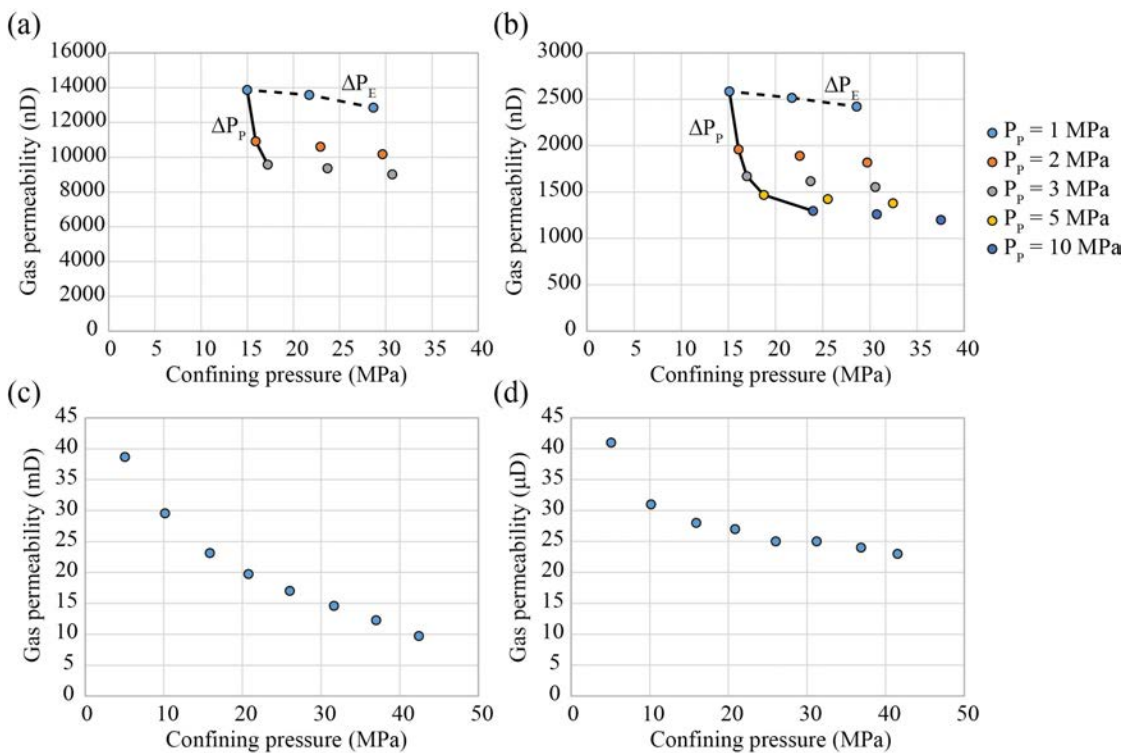 (a)
16000
14000
12000
10000
8000
6000
4000
2000
0
Gas permeability (nD)
ΔP_E
ΔP_P
0 5 10 15 20 25 30 35 40
Confining pressure (MPa)
(b)
3000
2500
2000
1500
1000
500
0
Gas permeability (nD)
ΔP_E
ΔP_P
0 5 10 15 20 25 30 35 40
Confining pressure (MPa)
P_P = 1 MPa
P_P = 2 MPa
P_P = 3 MPa
P_P = 5 MPa
P_P = 10 MPa
(c)
45
40
35
30
25
20
15
10
5
0
Gas permeability (mD)
0 10 20 30 40 50
Confining pressure (MPa)
(d)
45
40
35
30
25
20
15
10
5
0
Gas permeability (μD)
0 10 20 30 40 50
Confining pressure (MPa)